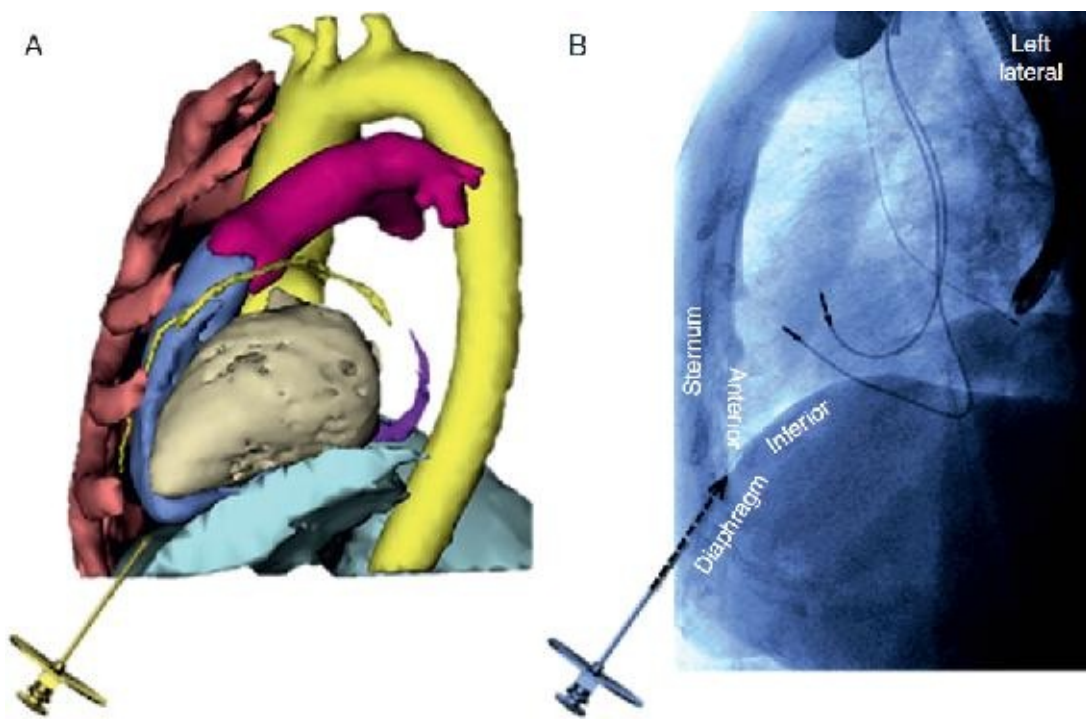 A
B
Left
lateral
Sternum
Anterior
Inferior
Diaphragm